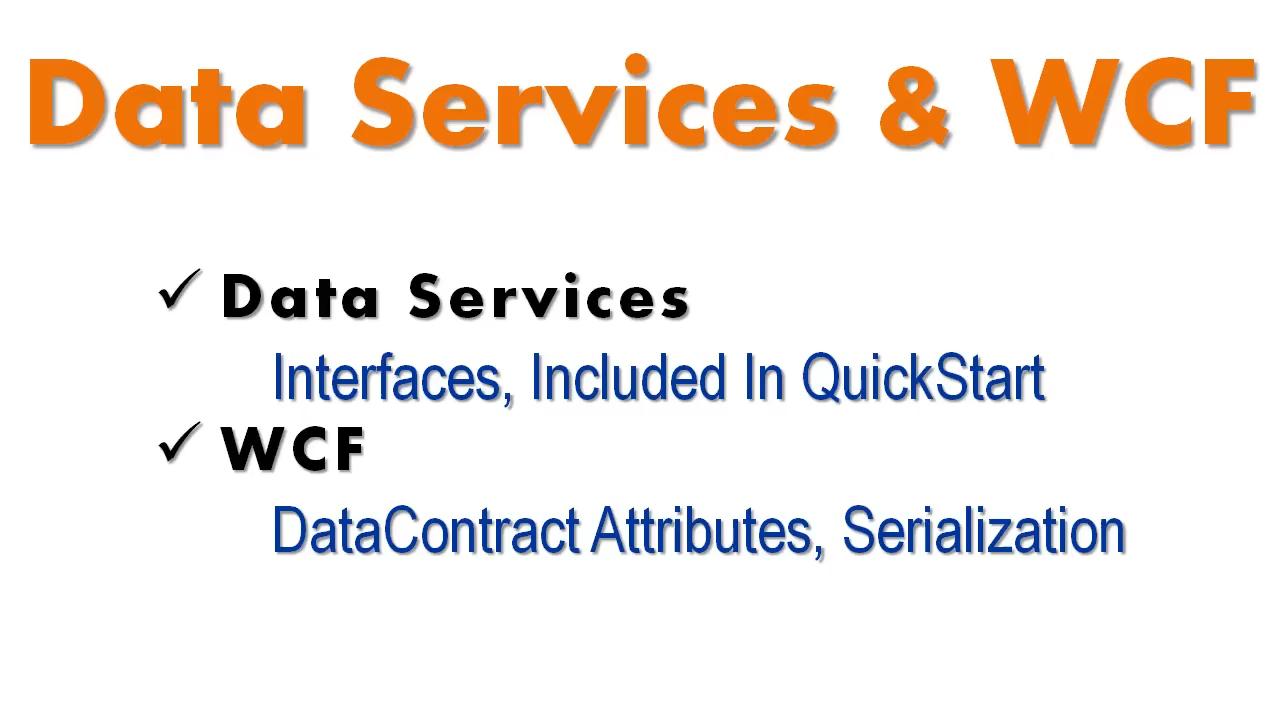 Data Services & WCF
✓ Data Services
Interfaces, Included In QuickStart
✓ WCF
DataContract Attributes, Serialization